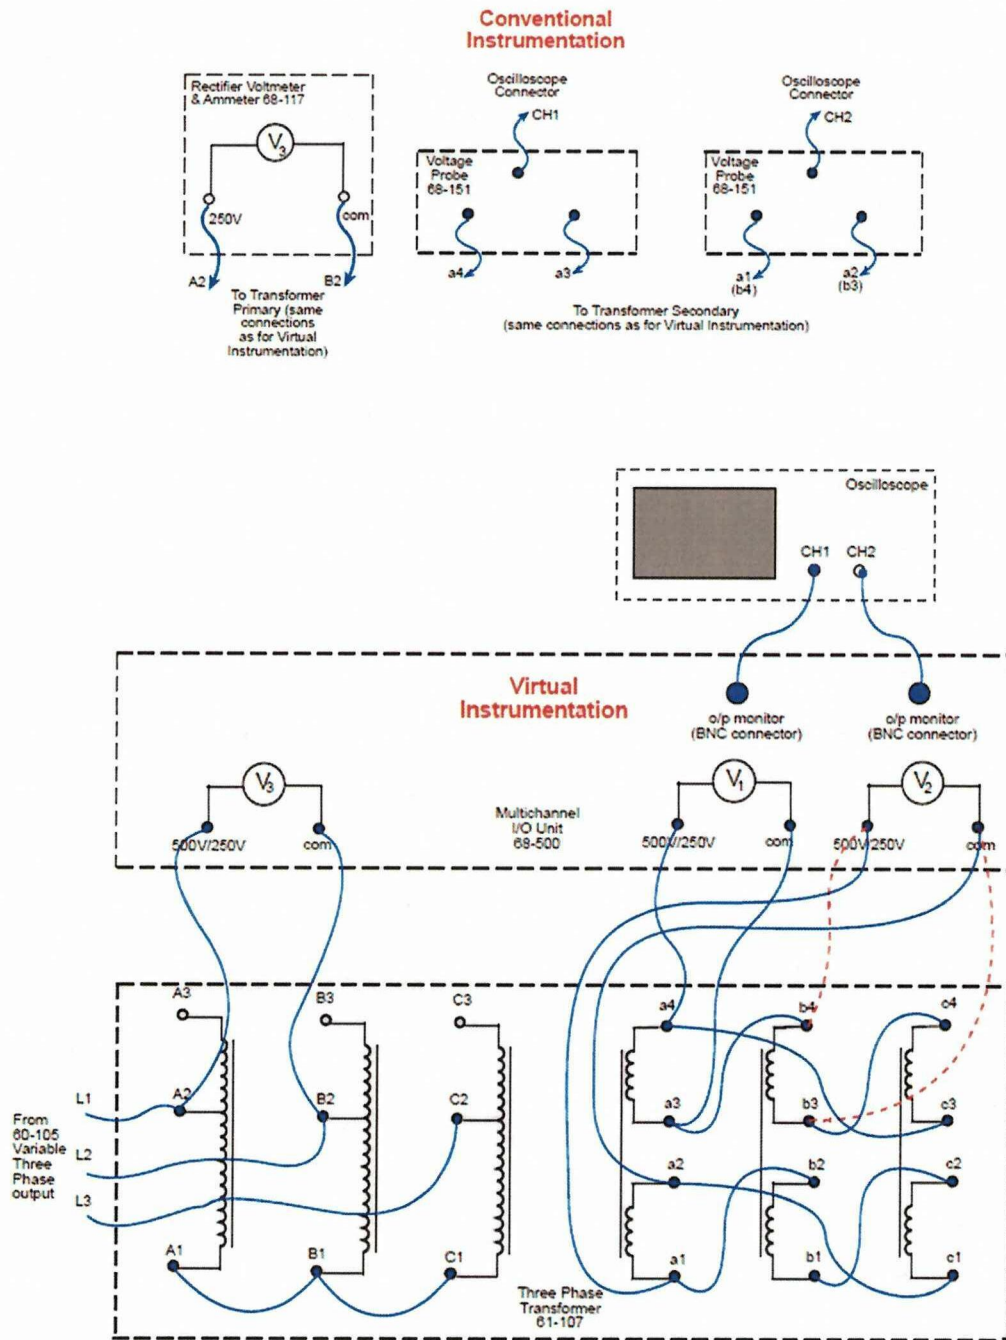 Conventional
Instrumentation
Rectifier Voltmeter
& Ammeter 68-117
V3
250V
com
A2
B2
To Transformer
Primary (same
connections
as for Virtual
Instrumentation)
Oscilloscope
Connector
CH1
Voltage
Probe
68-151
a4
a3
Oscilloscope
Connector
CH2
Voltage
Probe
68-151
a1
(b4)
a2
(b3)
To Transformer Secondary
(same connections as for Virtual Instrumentation)
Oscilloscope
CH1
CH2
Virtual
Instrumentation
o/p monitor
(BNC connector)
o/p monitor
(BNC connector)
V3
V1
V2
Multichannel
I/O Unit
68-500
500V/250V
com
500V/250V
com
500V/250V
com
A3
B3
C3
a4
b4
c4
L1
A2
B2
C2
a3
b3
c3
From
60-105
Variable
Three
Phase
output
L2
L3
a2
b2
c2
A1
B1
C1
a1
b1
c1
Three Phase
Transformer
61-107